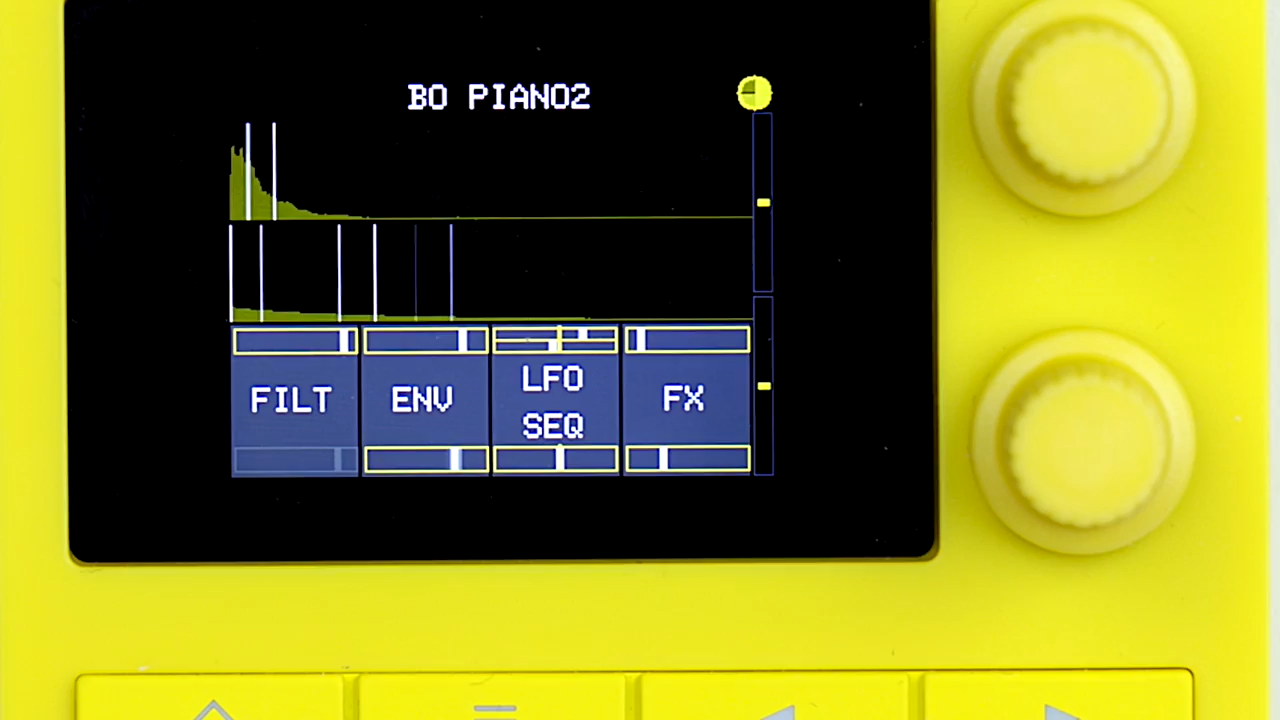 BO PIANO2
FILT
ENV
LFO
SEQ
FX